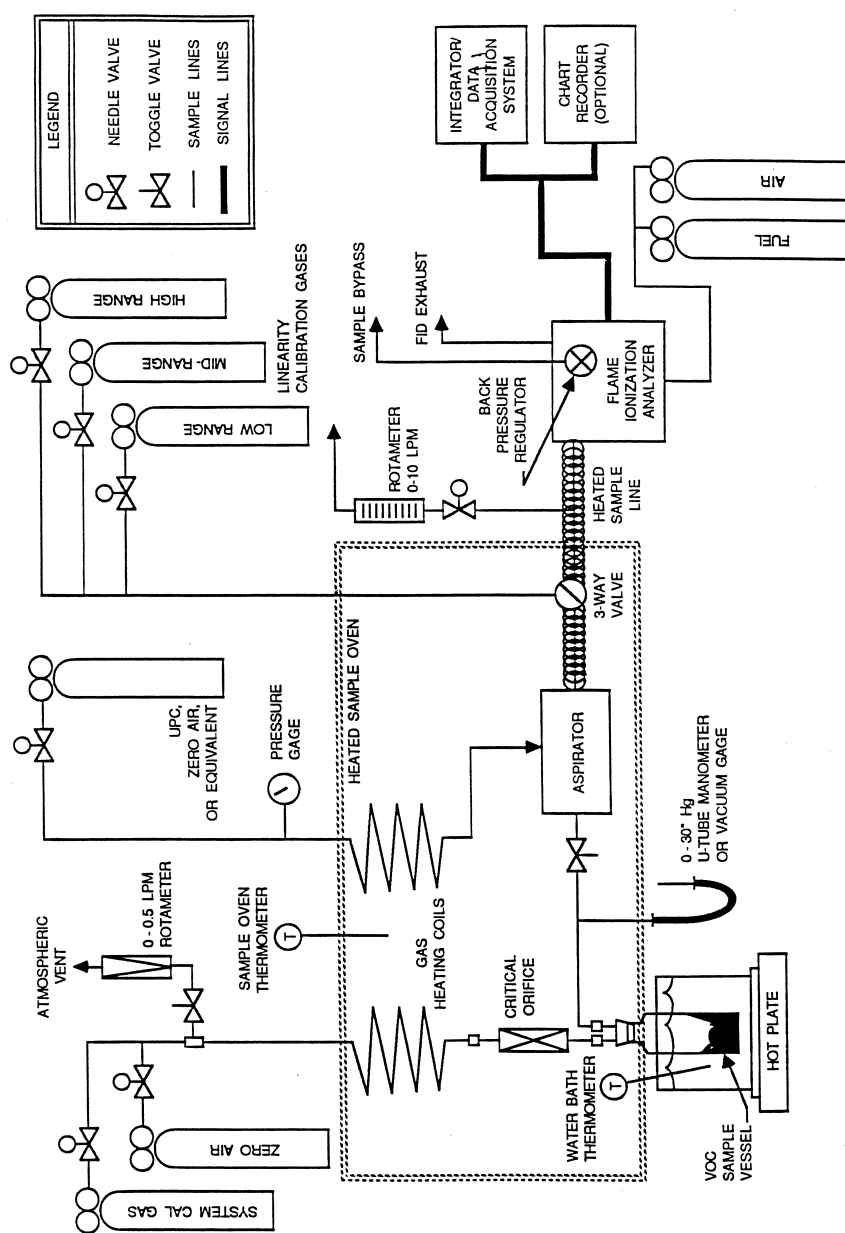 LEGEND
NEEDLE VALVE
TOGGLE VALVE
SAMPLE LINES
SIGNAL LINES
HIGH RANGE
MID-RANGE
LOW RANGE
LINEARITY
CALIBRATION GASES
UPC,
ZERO AIR,
OR EQUIVALENT
PRESSURE
GAGE
ATMOSPHERIC
VENT
0-0.5 LPM
ROTAMETER
SYSTEM CAL GAS
ZERO AIR
SAMPLE OVEN
THERMOMETER
T
HEATED SAMPLE OVEN
GAS
HEATING COILS
CRITICAL
ORIFICE
WATER BATH
THERMOMETER
T
VOC
SAMPLE
VESSEL
HOT PLATE
0 - 30" Hg
U-TUBE MANOMETER
OR VACUUM GAGE
ASPIRATOR
3-WAY
VALVE
HEATED
SAMPLE
LINE
ROTAMETER
0-10 LPM
BACK
PRESSURE
REGULATOR
SAMPLE BYPASS
FID EXHAUST
FLAME
IONIZATION
ANALYZER
INTEGRATOR/
DATA \
ACQUISITION
SYSTEM
CHART
RECORDER
(OPTIONAL)
FUEL
AIR